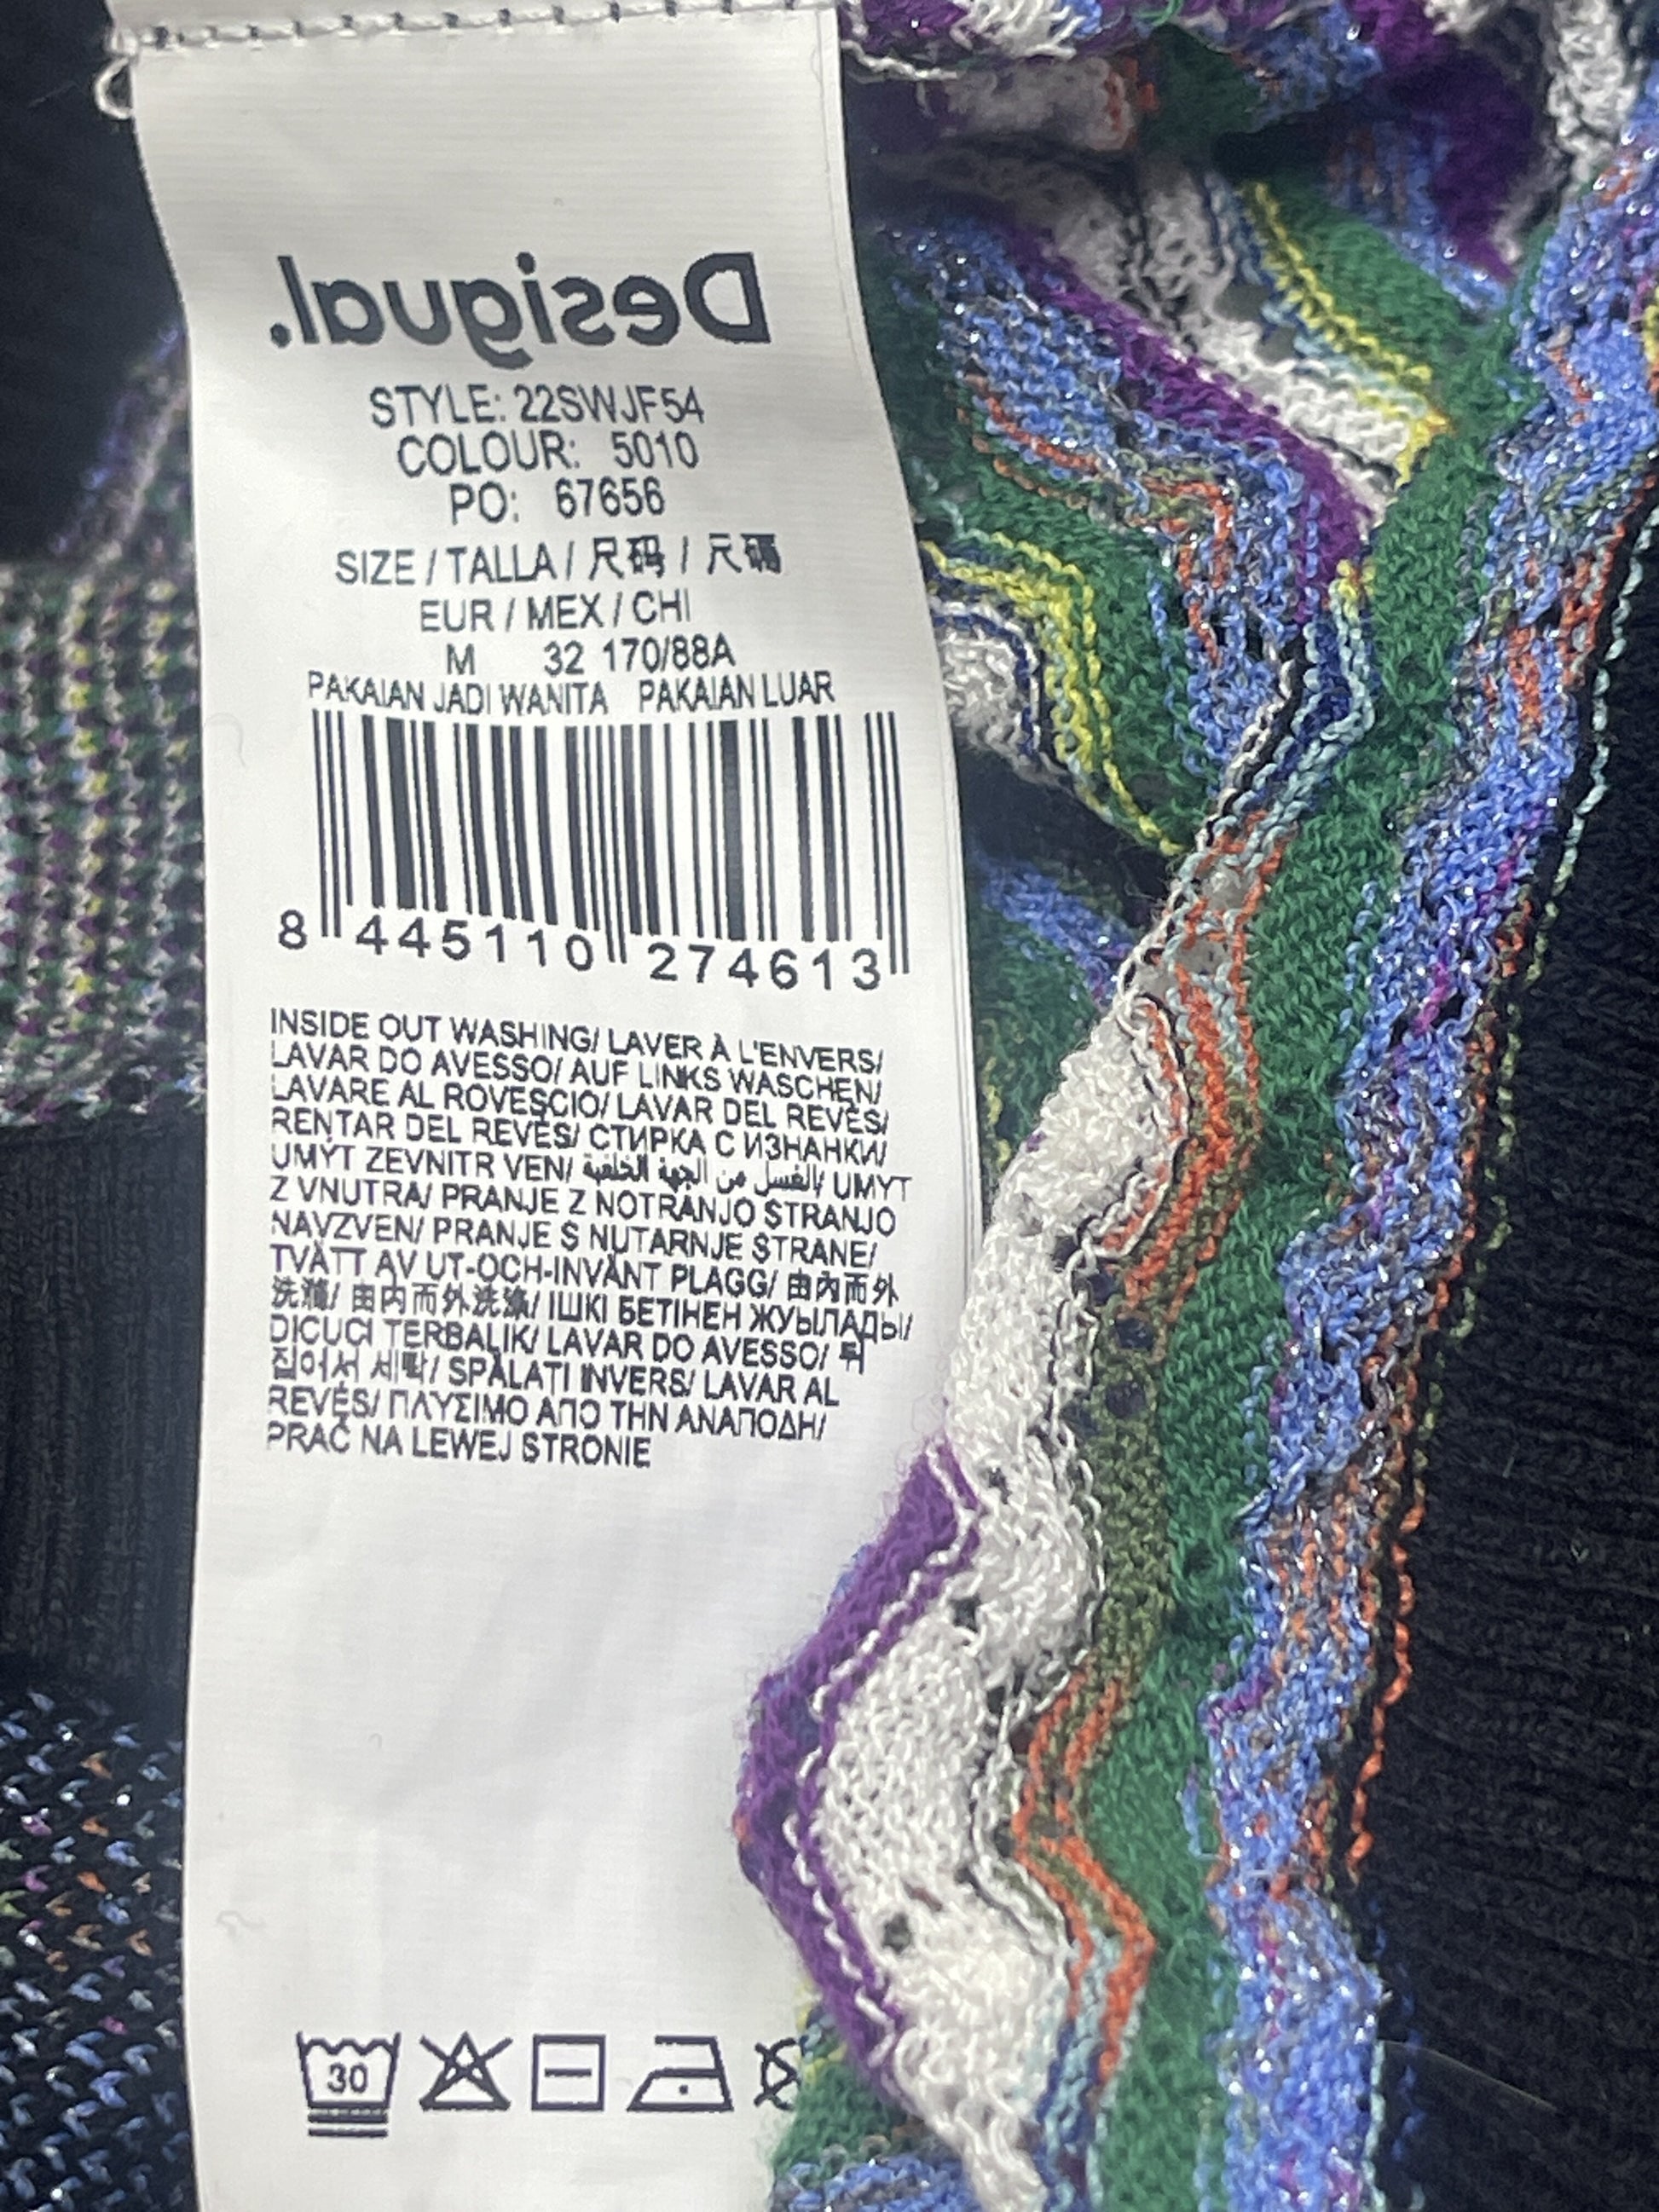 Desigual.
STYLE: 22SWJF54
COLOUR: 5010
PO: 67656
SIZE / TALLA / 尺码 / 尺碼
EUR / MEX / CHI
M 32 170/88A
PAKAIAN JADI WANITA PAKAIAN LUAR
8 445110 274613
INSIDE OUT WASHING/ LAVER À L'ENVERS/
LAVAR DO AVESSO/ AUF LINKS WASCHEN/
LAVARE AL ROVESCIO/ LAVAR DEL REVÉS/
RENTAR DEL REVÉS/ СТИРКА С ИЗНАНКИ/
UMÝT ZEVNITR VEN/ الغسل من الجهة الخلفية/ UMYT
Z VNUTRA/ PRANJE Z NOTRANJO STRANJO
NAVZVEN/ PRANJE S NUTARNJE STRANE/
TVÄTT AV UT-OCH-INVÄNT PLAGG/ 由內而外
洗滌/ 由内而外洗涤/ ІШКІ БЕТІНЕН ЖУЫЛАДЫ/
DICUCI TERBALIK/ LAVAR DO AVESSO/ 뒤
집어서 세탁/ SPĂLAȚI INVERS/ LAVAR AL
REVÉS/ ΠΛΥΣΙΜΟ ΑΠΟ ΤΗΝ ΑΝΑΠΟΔΗ/
PRAĆ NA LEWEJ STRONIE
30